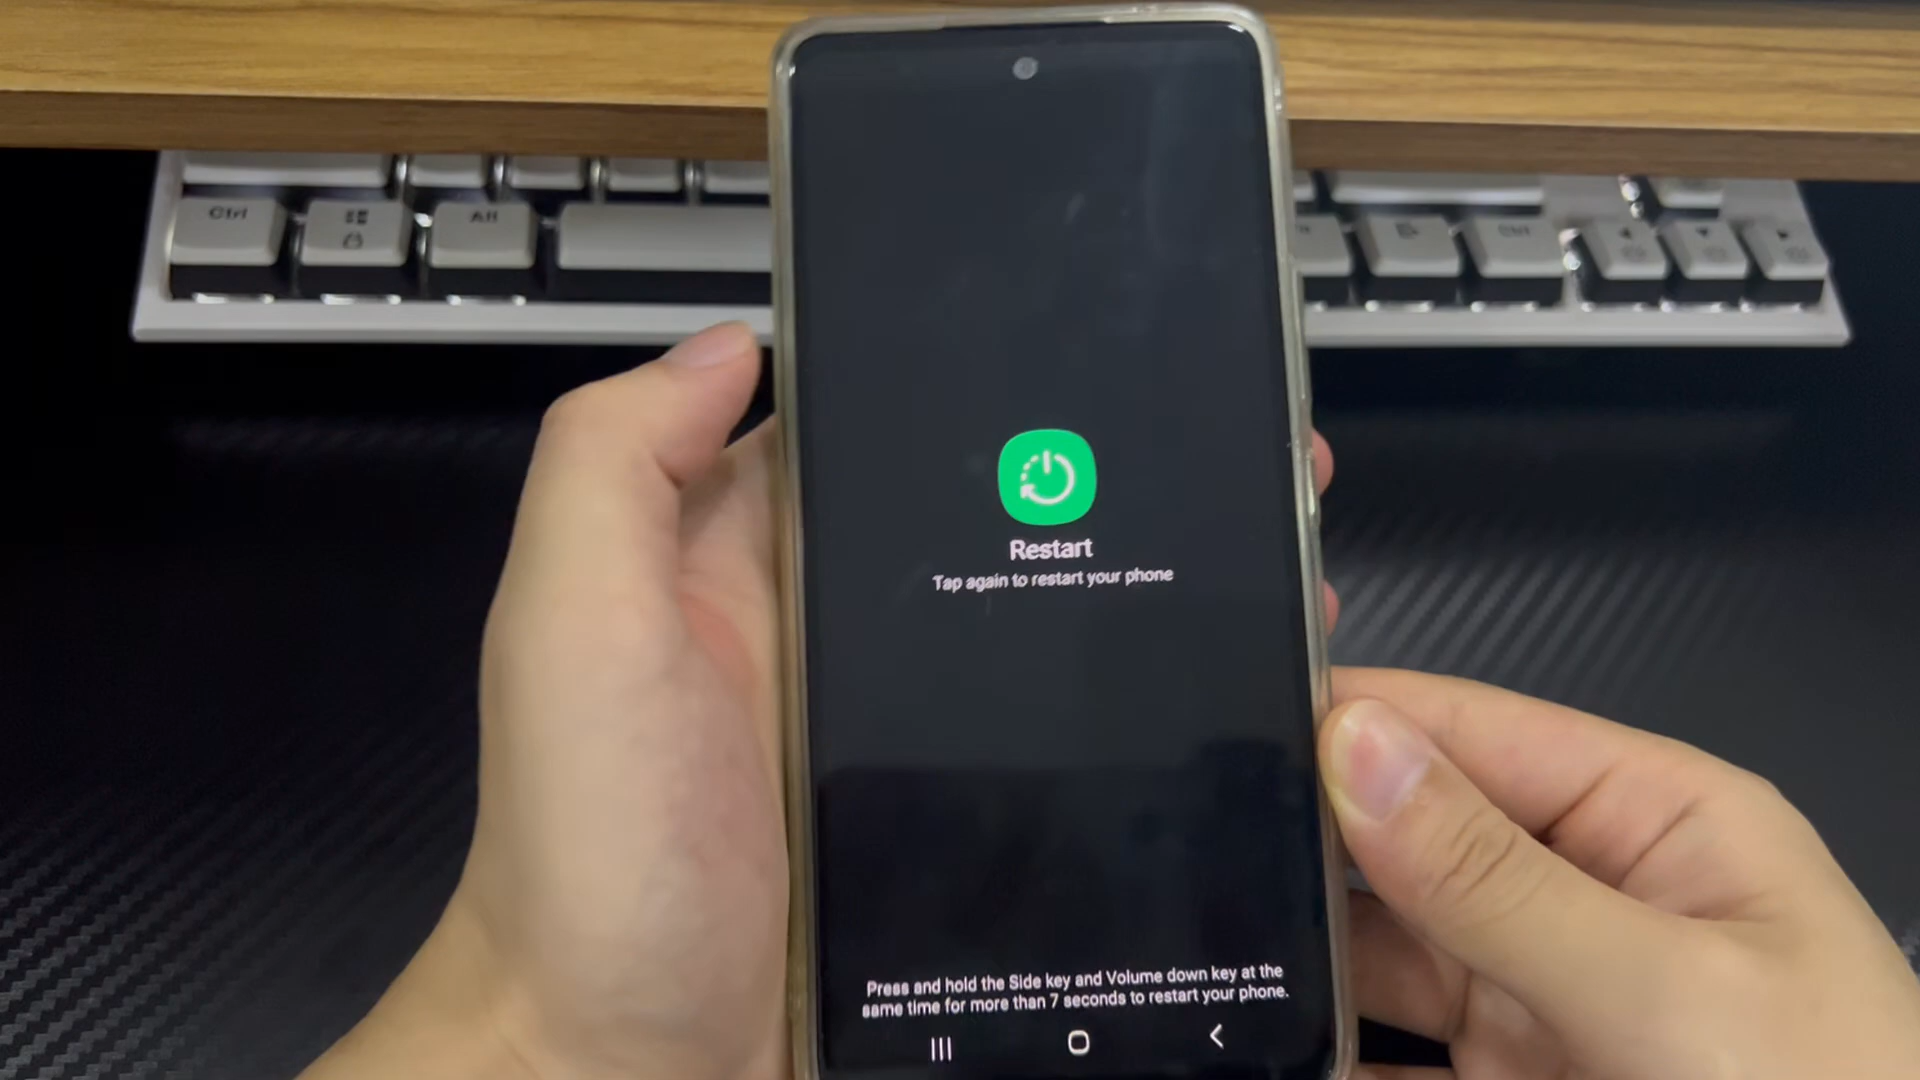 Ctrl
Alt
Restart
Tap again to restart your phone
Press and hold the Side key and Volume down key at the
same time for more than 7 seconds to restart your phone.